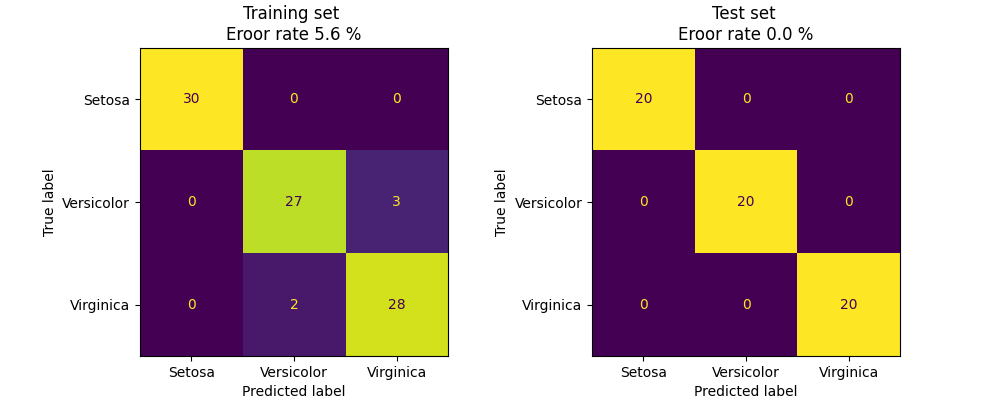 Training set
Eroor rate 5.6 %
Setosa
30 0 0
Versicolor
0 27 3
Virginica
0 2 28
True label
Setosa Versicolor Virginica
Predicted label
Test set
Eroor rate 0.0 %
Setosa
20 0 0
Versicolor
0 20 0
Virginica
0 0 20
True label
Setosa Versicolor Virginica
Predicted label